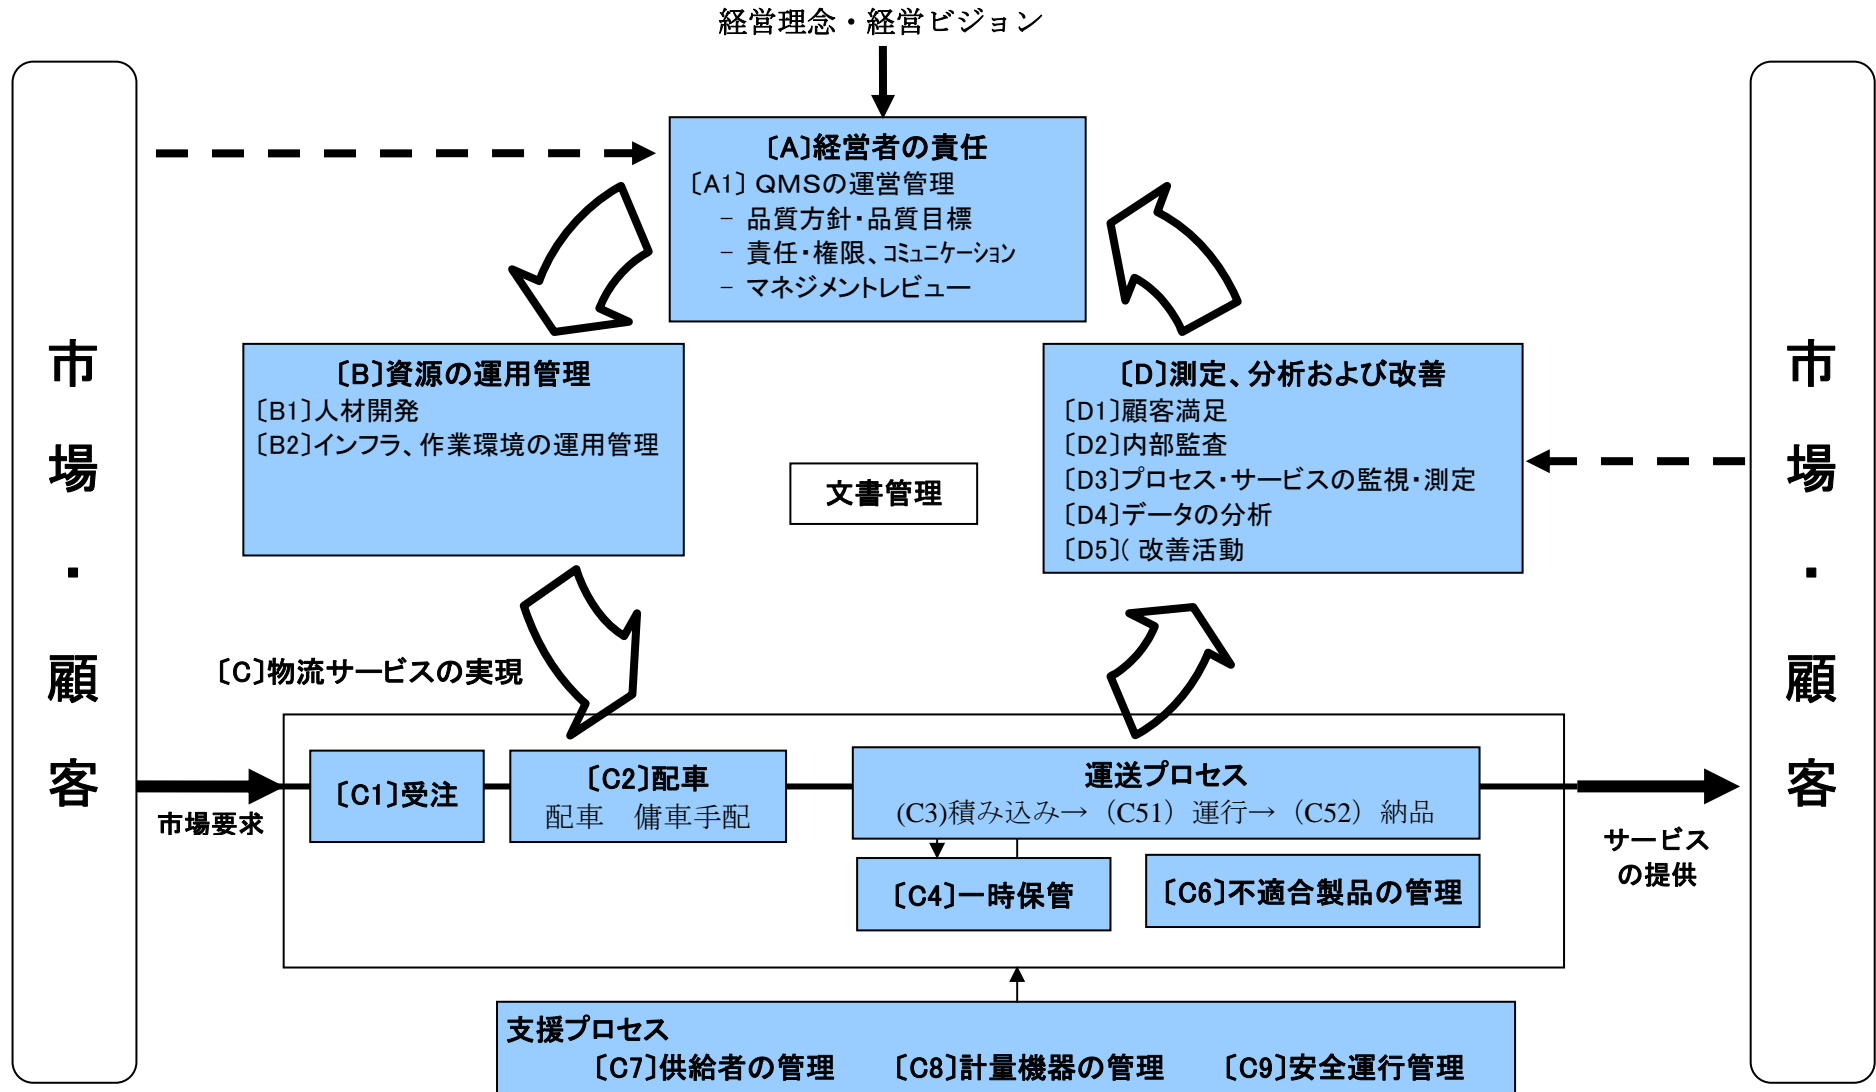 経営理念・経営ビジョン
市場・顧客
〔A〕経営者の責任
〔A1〕QMSの運営管理
－ 品質方針・品質目標
－ 責任・権限、コミュニケーション
－ マネジメントレビュー
〔B〕資源の運用管理
〔B1〕人材開発
〔B2〕インフラ、作業環境の運用管理
文書管理
〔D〕測定、分析および改善
〔D1〕顧客満足
〔D2〕内部監査
〔D3〕プロセス・サービスの監視・測定
〔D4〕データの分析
〔D5〕( 改善活動
市場・顧客
〔C〕物流サービスの実現
市場要求
〔C1〕受注
〔C2〕配車
配車　傭車手配
運送プロセス
(C3)積み込み→（C51）運行→（C52）納品
〔C4〕一時保管
〔C6〕不適合製品の管理
サービス
の提供
支援プロセス
〔C7〕供給者の管理　〔C8〕計量機器の管理　〔C9〕安全運行管理